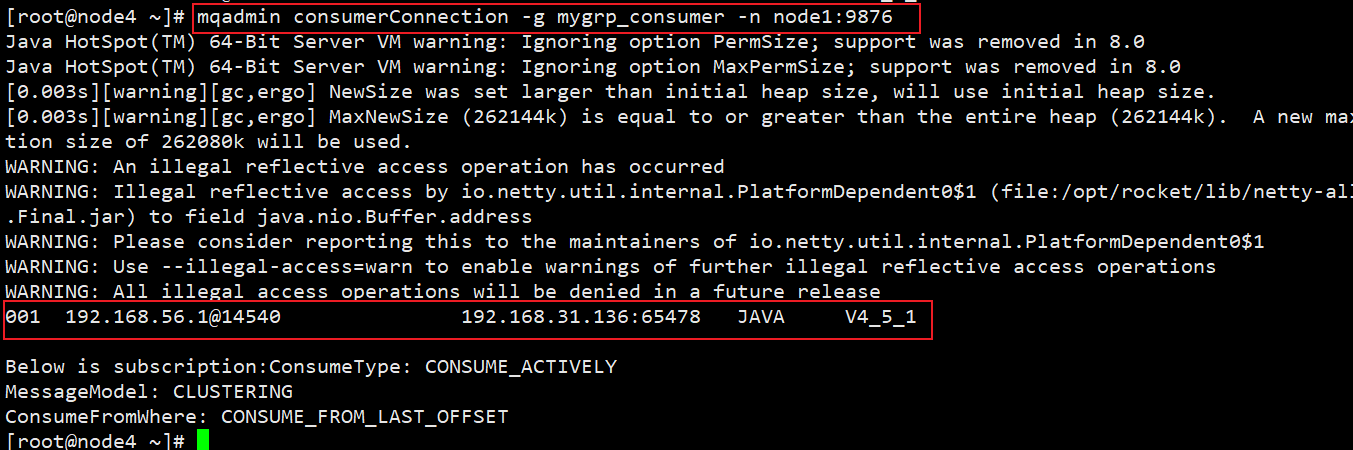 [root@node4 ~]# mqadmin consumerConnection -g mygrp_consumer -n node1:9876
Java HotSpot(TM) 64-Bit Server VM warning: Ignoring option PermSize; support was removed in 8.0
Java HotSpot(TM) 64-Bit Server VM warning: Ignoring option MaxPermSize; support was removed in 8.0
[0.003s][warning][gc,ergo] NewSize was set larger than initial heap size, will use initial heap size.
[0.003s][warning][gc,ergo] MaxNewSize (262144k) is equal to or greater than the entire heap (262144k).  A new max
tion size of 262080k will be used.
WARNING: An illegal reflective access operation has occurred
WARNING: Illegal reflective access by io.netty.util.internal.PlatformDependent0$1 (file:/opt/rocket/lib/netty-all
.Final.jar) to field java.nio.Buffer.address
WARNING: Please consider reporting this to the maintainers of io.netty.util.internal.PlatformDependent0$1
WARNING: Use --illegal-access=warn to enable warnings of further illegal reflective access operations
WARNING: All illegal access operations will be denied in a future release
001  192.168.56.1@14540               192.168.31.136:65478   JAVA     V4_5_1
Below is subscription:ConsumeType: CONSUME_ACTIVELY
MessageModel: CLUSTERING
ConsumeFromWhere: CONSUME_FROM_LAST_OFFSET
[root@node4 ~]#